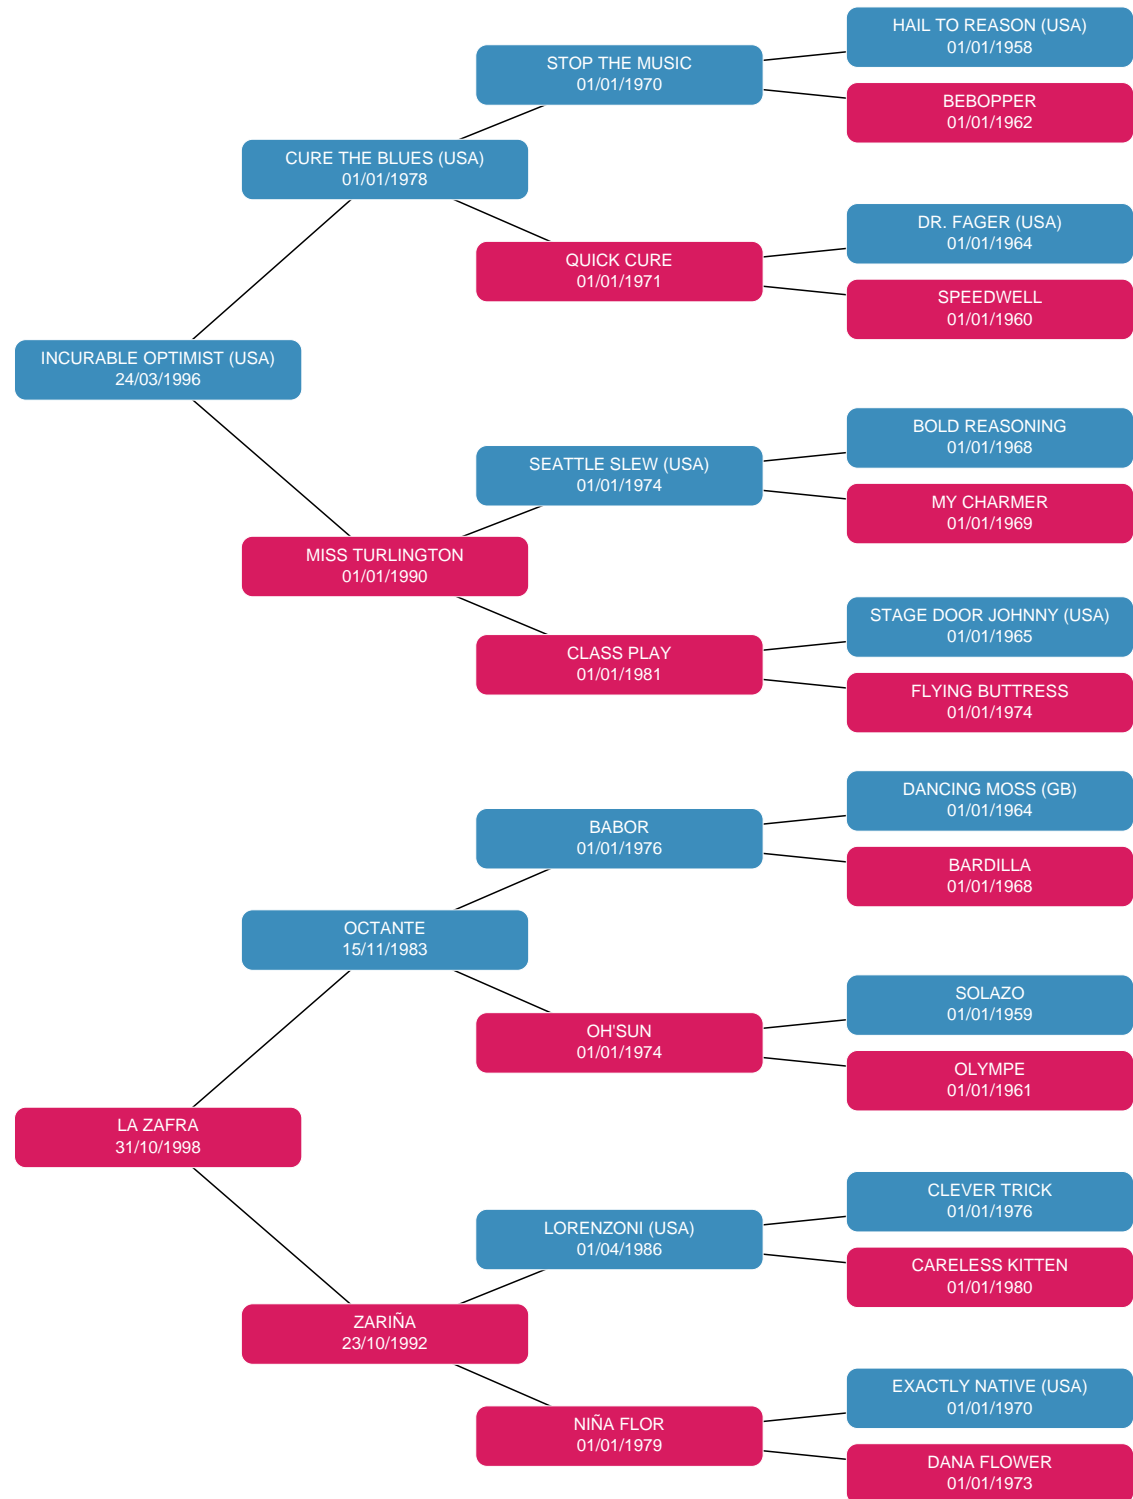 HAIL TO REASON (USA)
01/01/1958
STOP THE MUSIC
01/01/1970
BEBOPPER
01/01/1962
CURE THE BLUES (USA)
01/01/1978
DR. FAGER (USA)
01/01/1964
QUICK CURE
01/01/1971
SPEEDWELL
01/01/1960
INCURABLE OPTIMIST (USA)
24/03/1996
BOLD REASONING
01/01/1968
SEATTLE SLEW (USA)
01/01/1974
MY CHARMER
01/01/1969
MISS TURLINGTON
01/01/1990
STAGE DOOR JOHNNY (USA)
01/01/1965
CLASS PLAY
01/01/1981
FLYING BUTTRESS
01/01/1974
DANCING MOSS (GB)
01/01/1964
BABOR
01/01/1976
BARDILLA
01/01/1968
OCTANTE
15/11/1983
SOLAZO
01/01/1959
OH'SUN
01/01/1974
OLYMPE
01/01/1961
LA ZAFRA
31/10/1998
CLEVER TRICK
01/01/1976
LORENZONI (USA)
01/04/1986
CARELESS KITTEN
01/01/1980
ZARIÑA
23/10/1992
EXACTLY NATIVE (USA)
01/01/1970
NIÑA FLOR
01/01/1979
DANA FLOWER
01/01/1973